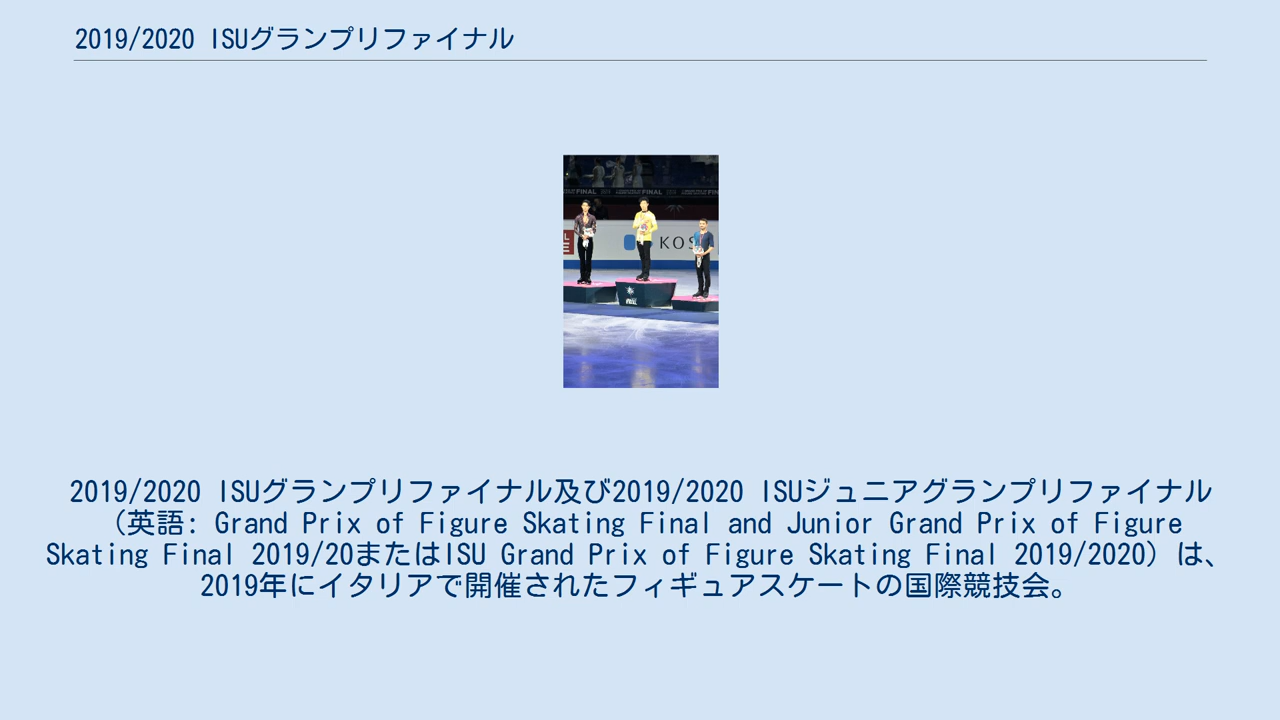 2019/2020 ISUグランプリファイナル
FINAL
KOS
2019/2020 ISUグランプリファイナル及び2019/2020 ISUジュニアグランプリファイナル
（英語: Grand Prix of Figure Skating Final and Junior Grand Prix of Figure
Skating Final 2019/20またはISU Grand Prix of Figure Skating Final 2019/2020）は、
2019年にイタリアで開催されたフィギュアスケートの国際競技会。